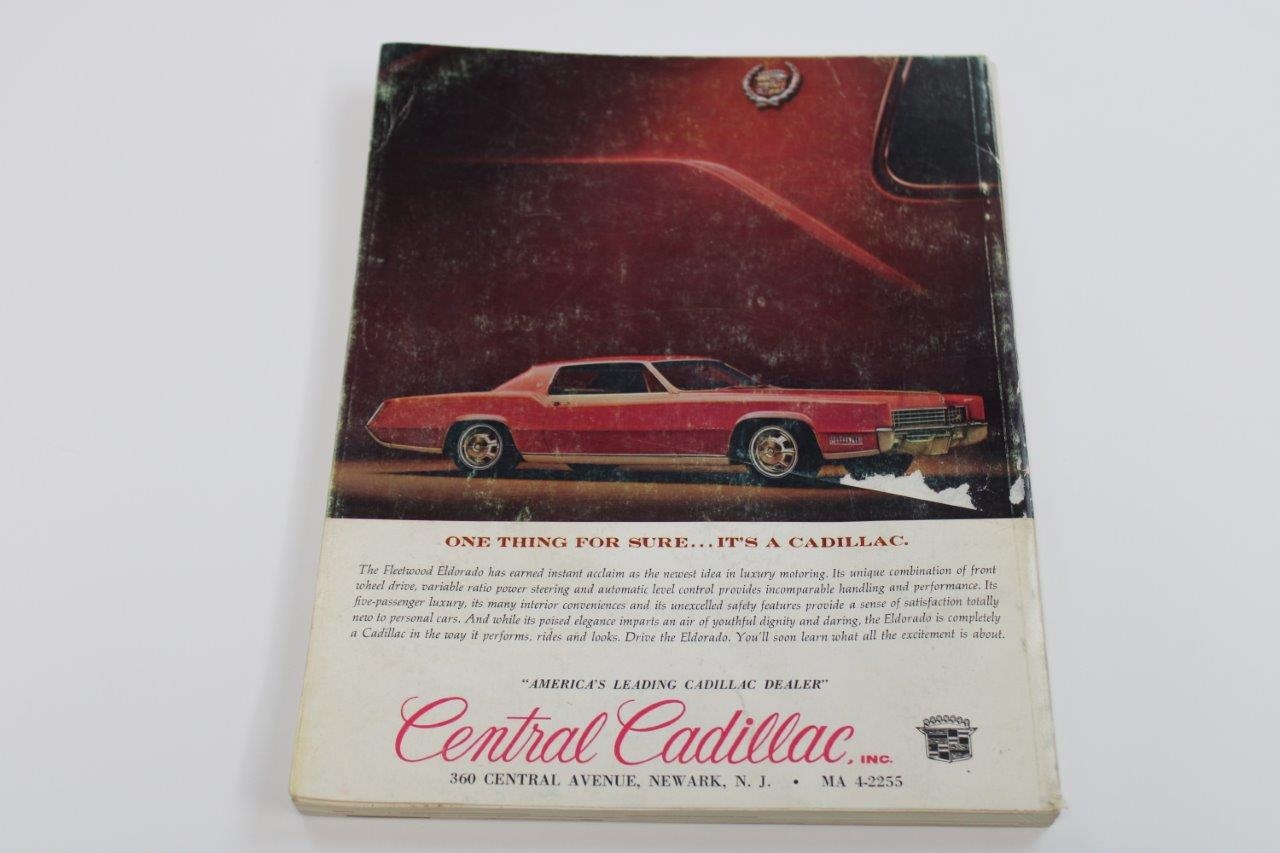 ONE THING FOR SURE...IT'S A CADILLAC.
The Fleetwood Eldorado has earned instant acclaim as the newest idea in luxury motoring. Its unique combination of front
wheel drive, variable ratio power steering and automatic level control provides incomparable handling and performance. Its
five-passenger luxury, its many interior conveniences and its unexcelled safety features provide a sense of satisfaction totally
new to personal cars. And while its poised elegance imparts an air of youthful dignity and daring, the Eldorado is completely
a Cadillac in the way it performs, rides and looks. Drive the Eldorado. You'll soon learn what all the excitement is about.
"AMERICA'S LEADING CADILLAC DEALER"
Central Cadillac, INC.
360 CENTRAL AVENUE, NEWARK, N. J. • MA 4-2255